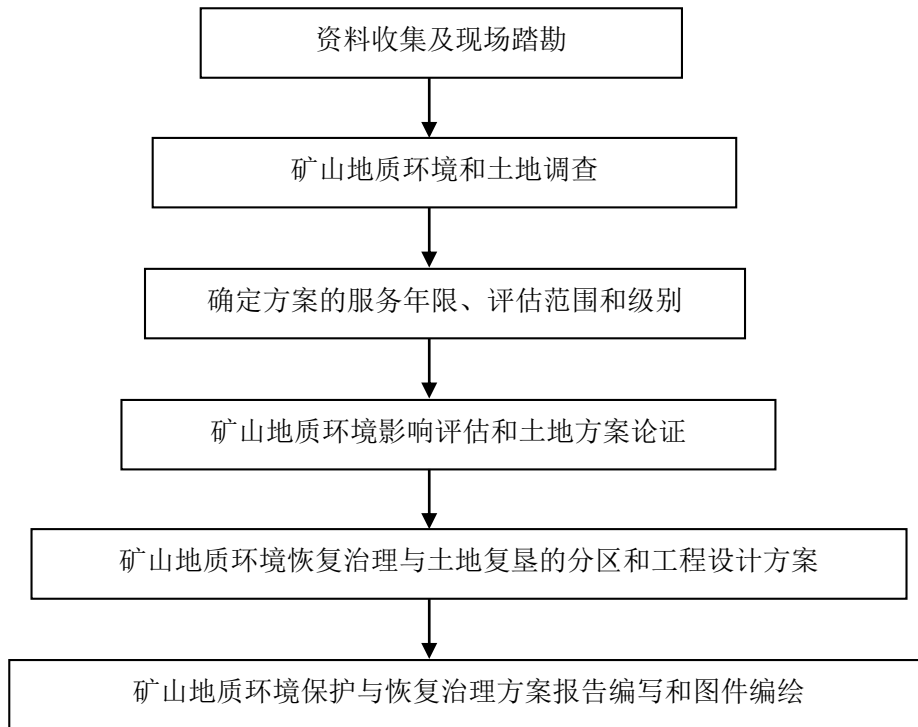 资料收集及现场踏勘
矿山地质环境和土地调查
确定方案的服务年限、评估范围和级别
矿山地质环境影响评估和土地方案论证
矿山地质环境恢复治理与土地复垦的分区和工程设计方案
矿山地质环境保护与恢复治理方案报告编写和图件编绘